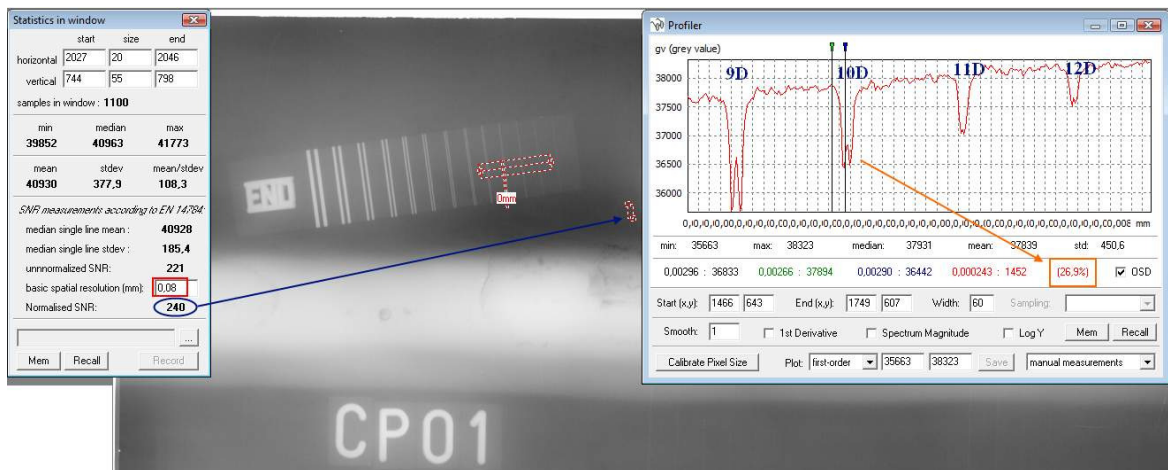 Statistics in window
start size end
horizontal 2027 20 2046
vertical 744 55 798
samples in window : 1100
min median max
39852 40963 41773
mean stdev mean/stdev
40930 377,9 108,3
SNR measurements according to EN 14784:
median single line mean : 40928
median single line stdev : 185,4
unnnormalized SNR: 221
basic spatial resolution (mm): 0,08
Normalised SNR: 240
...
Mem Recall Record
END
0mm
CP01
Profiler
gv (grey value)
9D 10D 11D 12D
38000
37500
37000
36500
36000
mm
min: 35663 max: 38323 median: 37931 mean: 37839 std: 450,6
0,00296 : 36833 0,00266 : 37894 0,00290 : 36442 0,000243 : 1452 (26,9%) OSD
Start (x,y): 1466 643 End (x,y): 1749 607 Width: 60 Sampling:
Smooth: 1 1st Derivative Spectrum Magnitude Log Y Mem Recall
Calibrate Pixel Size Plot: first-order 35663 38323 Save manual measurements